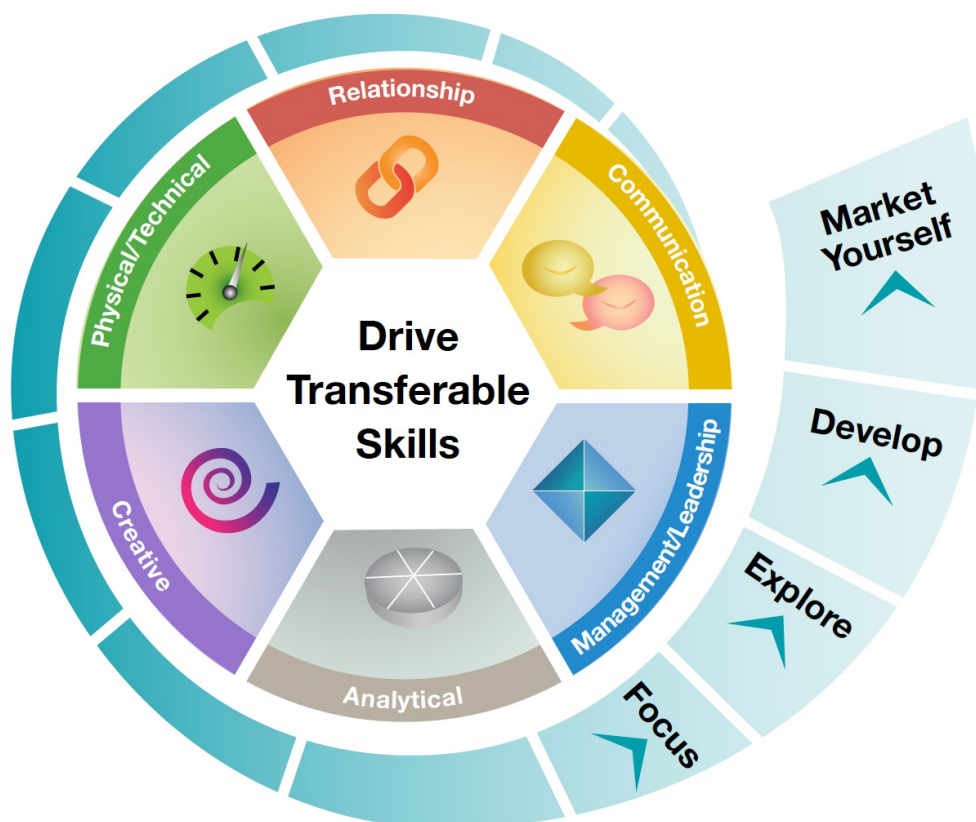 Relationship
Communication
Physical/Technical
Drive
Transferable
Skills
Management/Leadership
Creative
Analytical
Market
Yourself
Develop
Explore
Focus